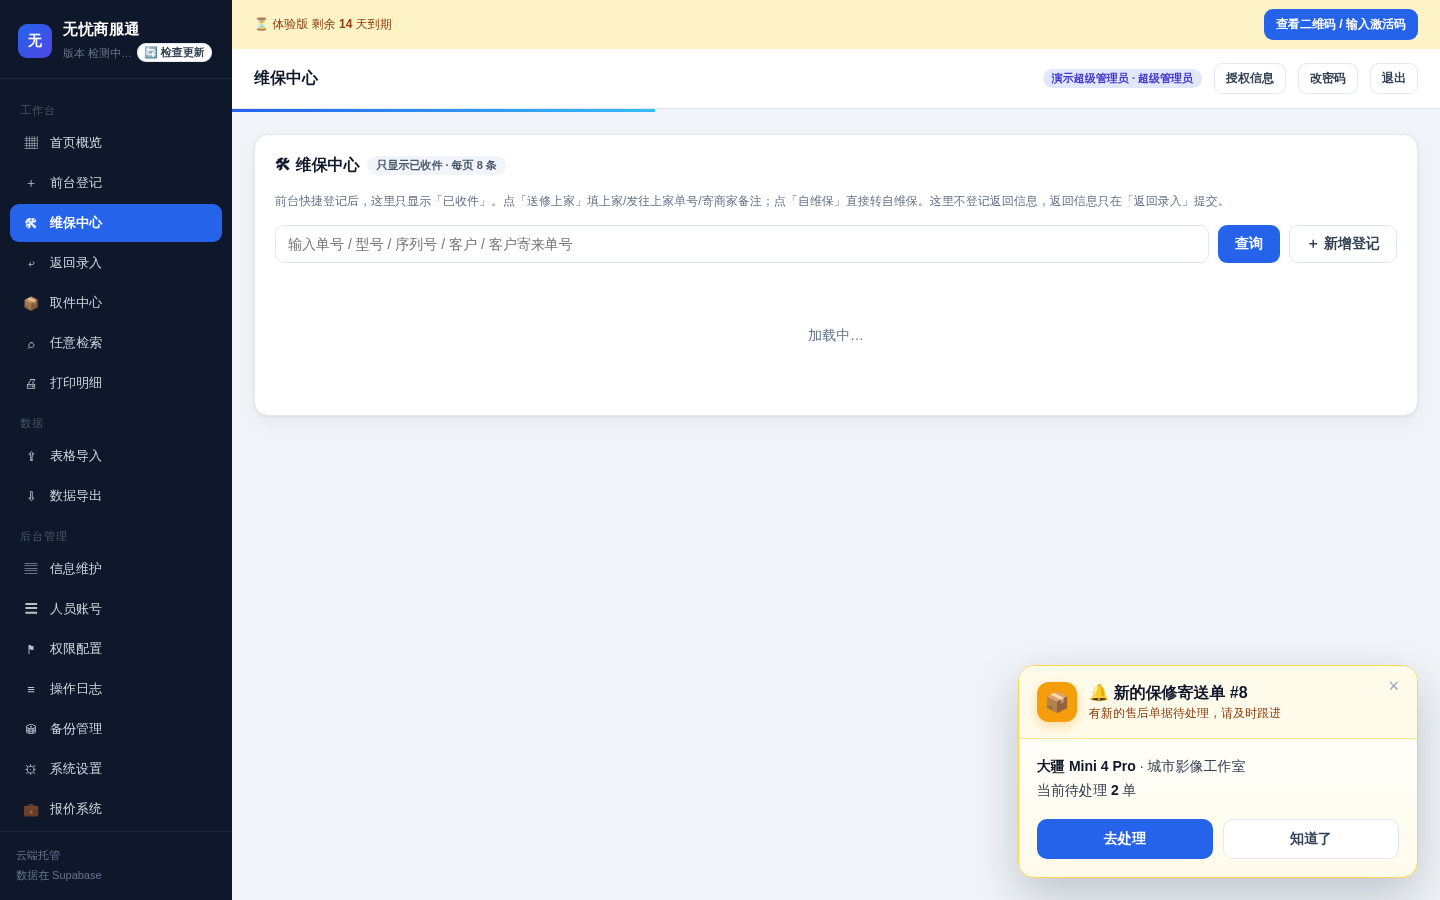 无
无忧商服通
版本 检测中… 🔄 检查更新
工作台
首页概览
前台登记
维保中心
返回录入
取件中心
任意检索
打印明细
数据
表格导入
数据导出
后台管理
信息维护
人员账号
权限配置
操作日志
备份管理
系统设置
报价系统
云端托管
数据在 Supabase
⏳ 体验版 剩余 14 天到期
查看二维码 / 输入激活码
维保中心
演示超级管理员 · 超级管理员
授权信息
改密码
退出
🛠 维保中心
只显示已收件 · 每页 8 条
前台快捷登记后，这里只显示「已收件」。点「送修上家」填上家/发往上家单号/寄商家备注；点「自维保」直接转自维保。这里不登记返回信息，返回信息只在「返回录入」提交。
输入单号 / 型号 / 序列号 / 客户 / 客户寄来单号
查询
＋ 新增登记
加载中…
🔔 新的保修寄送单 #8
×
有新的售后单据待处理，请及时跟进
大疆 Mini 4 Pro · 城市影像工作室
当前待处理 2 单
去处理
知道了